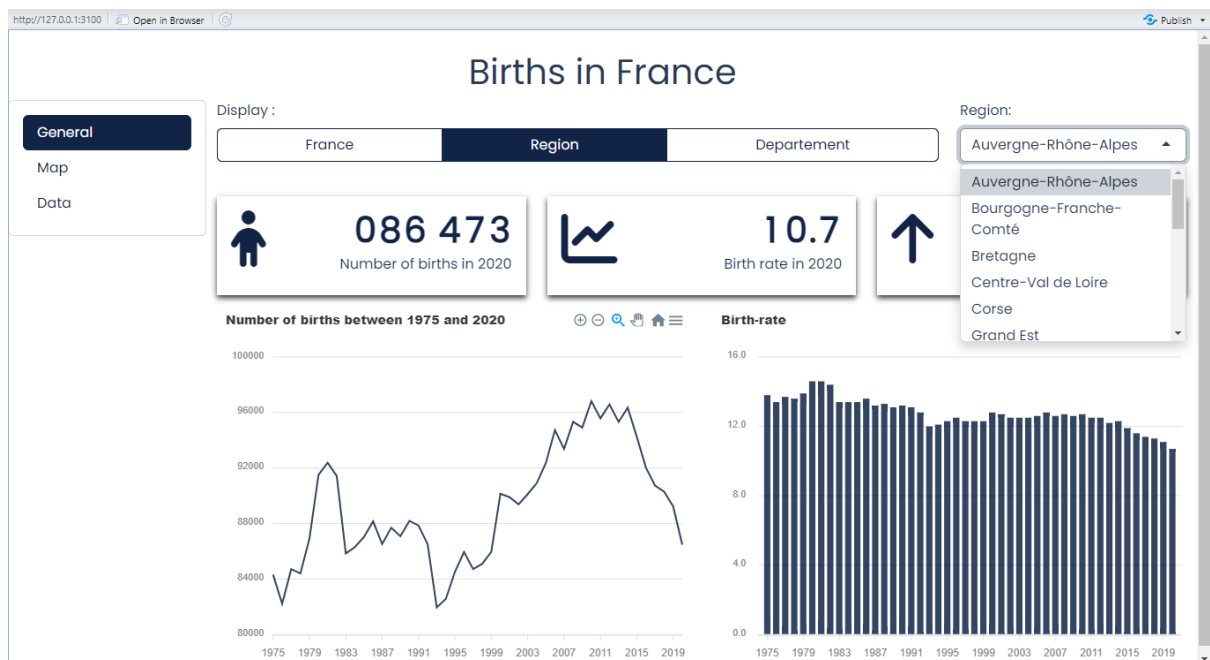 http://127.0.0.1:3100 Open in Browser Publish
Births in France
Display :
Region:
General
Map
Data
France Region Departement
Auvergne-Rhône-Alpes
Auvergne-Rhône-Alpes
Bourgogne-Franche-
Comté
Bretagne
Centre-Val de Loire
Corse
Grand Est
086 473
Number of births in 2020
10.7
Birth rate in 2020
Number of births between 1975 and 2020
100000
96000
92000
88000
84000
80000
1975 1979 1983 1987 1991 1995 1999 2003 2007 2011 2015 2019
Birth-rate
16.0
12.0
8.0
4.0
0.0
1975 1979 1983 1987 1991 1995 1999 2003 2007 2011 2015 2019